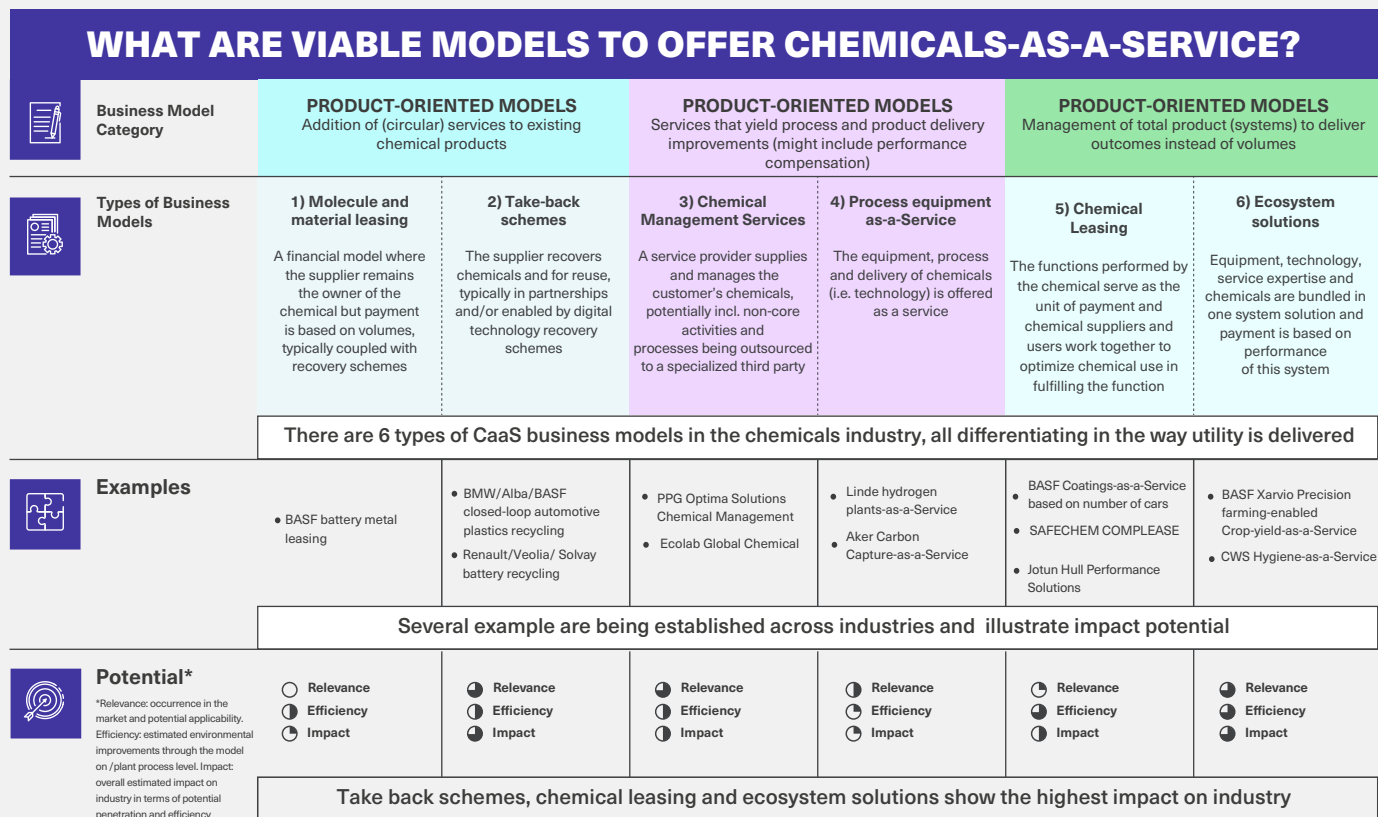 WHAT ARE VIABLE MODELS TO OFFER CHEMICALS-AS-A-SERVICE?
Business Model
Category
PRODUCT-ORIENTED MODELS
Addition of (circular) services to existing
chemical products
PRODUCT-ORIENTED MODELS
Services that yield process and product delivery
improvements (might include performance
compensation)
PRODUCT-ORIENTED MODELS
Management of total product (systems) to deliver
outcomes instead of volumes
Types of Business
Models
1) Molecule and
material leasing
A financial model where
the supplier remains
the owner of the
chemical but payment
is based on volumes,
typically coupled with
recovery schemes
2) Take-back
schemes
The supplier recovers
chemicals and for reuse,
typically in partnerships
and/or enabled by digital
technology recovery
schemes
3) Chemical
Management Services
A service provider supplies
and manages the
customer's chemicals,
potentially incl. non-core
activities and
processes being outsourced
to a specialized third party
4) Process equipment
as-a-Service
The equipment, process
and delivery of chemicals
(i.e. technology) is offered
as a service
5) Chemical
Leasing
The functions performed by
the chemical serve as the
unit of payment and
chemical suppliers and
users work together to
optimize chemical use in
fulfilling the function
6) Ecosystem
solutions
Equipment, technology,
service expertise and
chemicals are bundled in
one system solution and
payment is based on
performance
of this system
There are 6 types of CaaS business models in the chemicals industry, all differentiating in the way utility is delivered
Examples
• BASF battery metal
leasing
• BMW/Alba/BASF
closed-loop automotive
plastics recycling
• Renault/Veolia/ Solvay
battery recycling
• PPG Optima Solutions
Chemical Management
• Ecolab Global Chemical
• Linde hydrogen
plants-as-a-Service
• Aker Carbon
Capture-as-a-Service
• BASF Coatings-as-a-Service
based on number of cars
• SAFECHEM COMPLEASE
• Jotun Hull Performance
Solutions
• BASF Xarvio Precision
farming-enabled
Crop-yield-as-a-Service
• CWS Hygiene-as-a-Service
Several example are being established across industries and illustrate impact potential
Potential*
*Relevance: occurrence in the
market and potential applicability.
Efficiency: estimated environmental
improvements through the model
on /plant process level. Impact:
overall estimated impact on
industry in terms of potential
penetration and efficiency
Relevance
Efficiency
Impact
Relevance
Efficiency
Impact
Relevance
Efficiency
Impact
Relevance
Efficiency
Impact
Relevance
Efficiency
Impact
Relevance
Efficiency
Impact
Take back schemes, chemical leasing and ecosystem solutions show the highest impact on industry